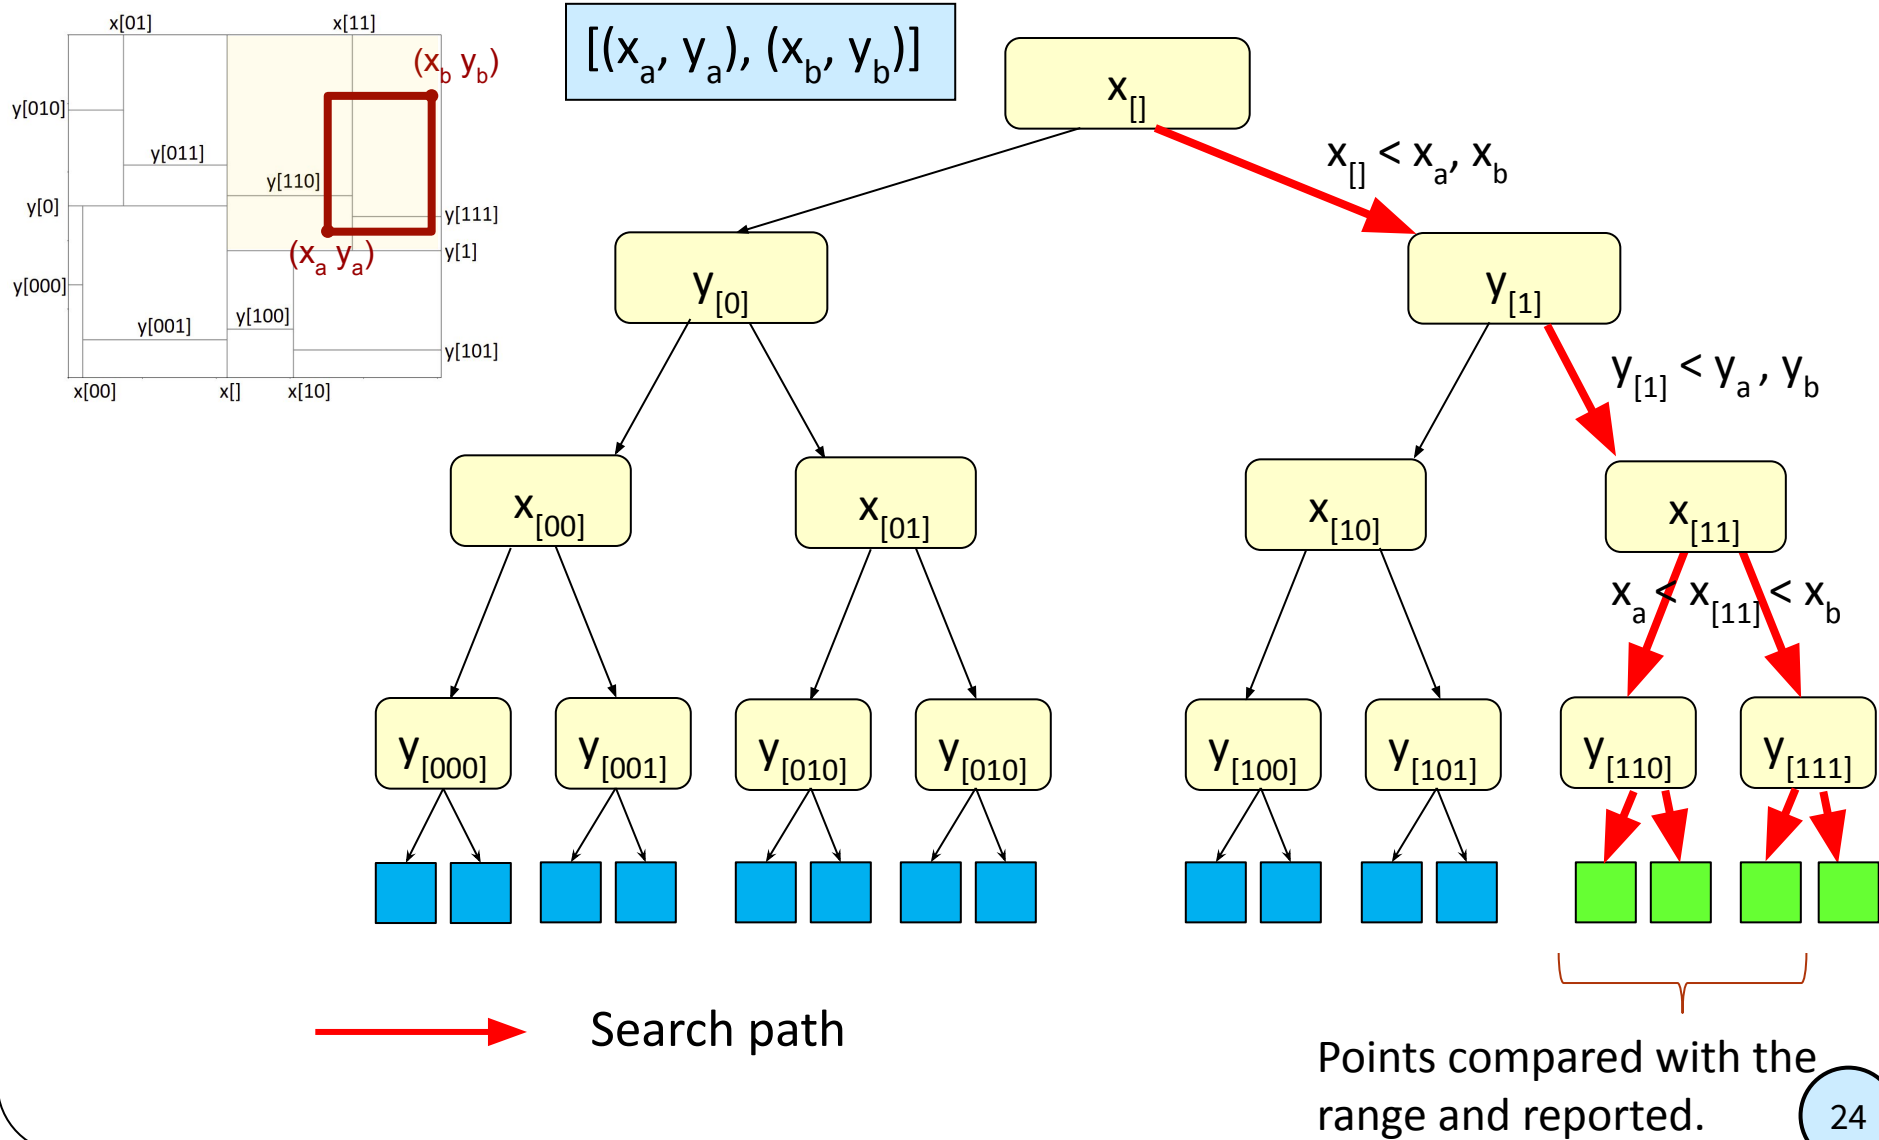 x[01]
x[11]
(xa ya)
(xb yb)
y[010]
y[011]
y[110]
y[0]
y[111]
y[1]
y[000]
y[001]
y[100]
y[101]
x[00]
x[]
x[10]
[(xa, ya), (xb, yb)]
x[]
x[] < xa, xb
y[0]
y[1]
y[1] < ya , yb
x[00]
x[01]
x[10]
x[11]
xa < x[11] < xb
y[000]
y[001]
y[010]
y[010]
y[100]
y[101]
y[110]
y[111]
Search path
Points compared with the
range and reported.
24